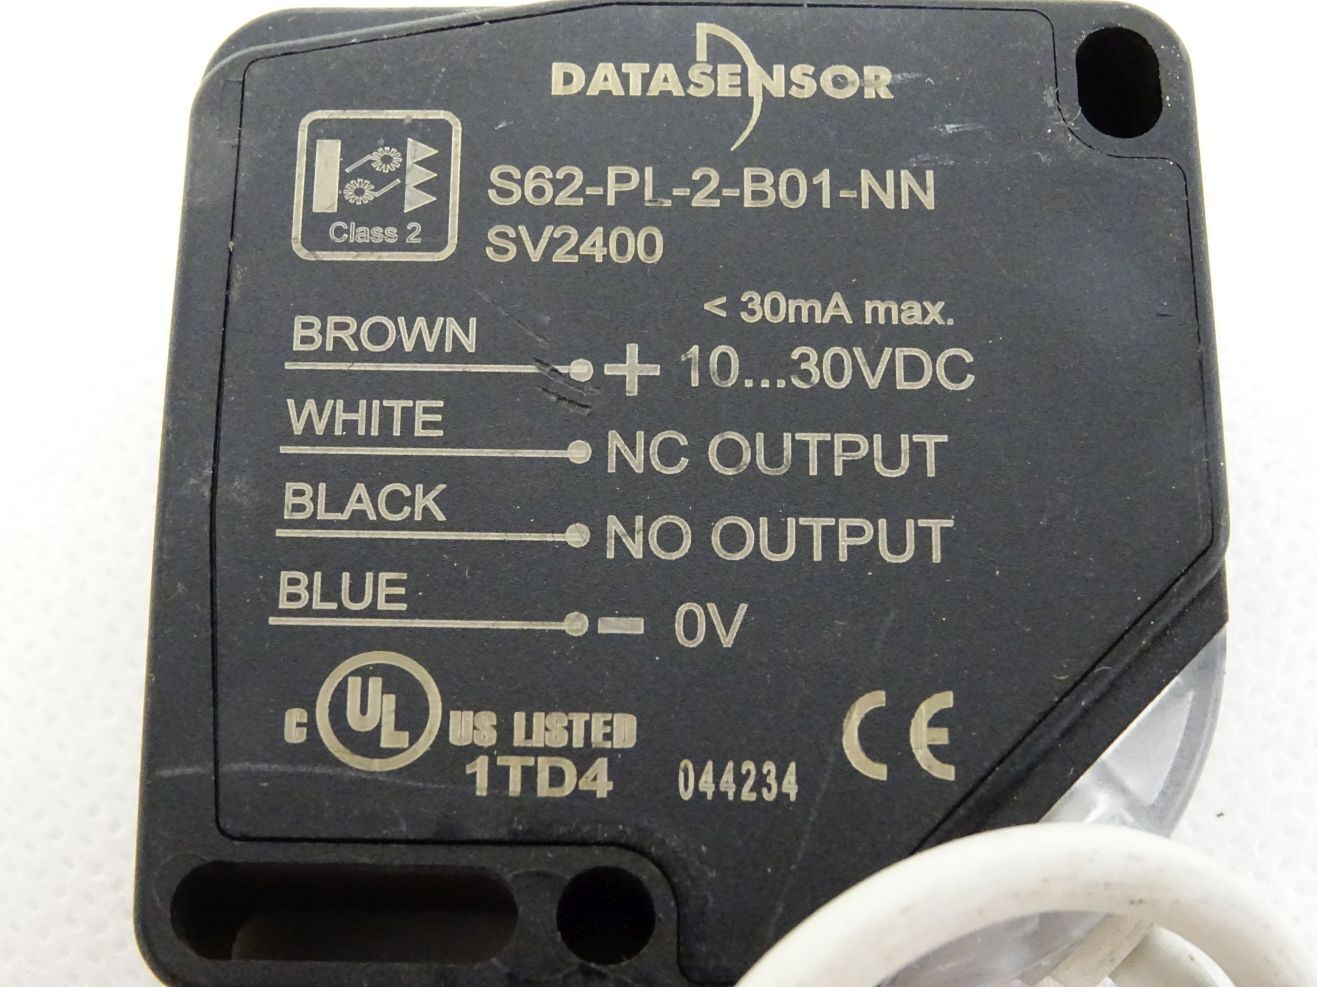 DATASENSOR
S62-PL-2-B01-NN
SV2400
Class 2
< 30mA max.
BROWN + 10...30VDC
WHITE NC OUTPUT
BLACK NO OUTPUT
BLUE - 0V
C UL US LISTED
1TD4
044234
CE